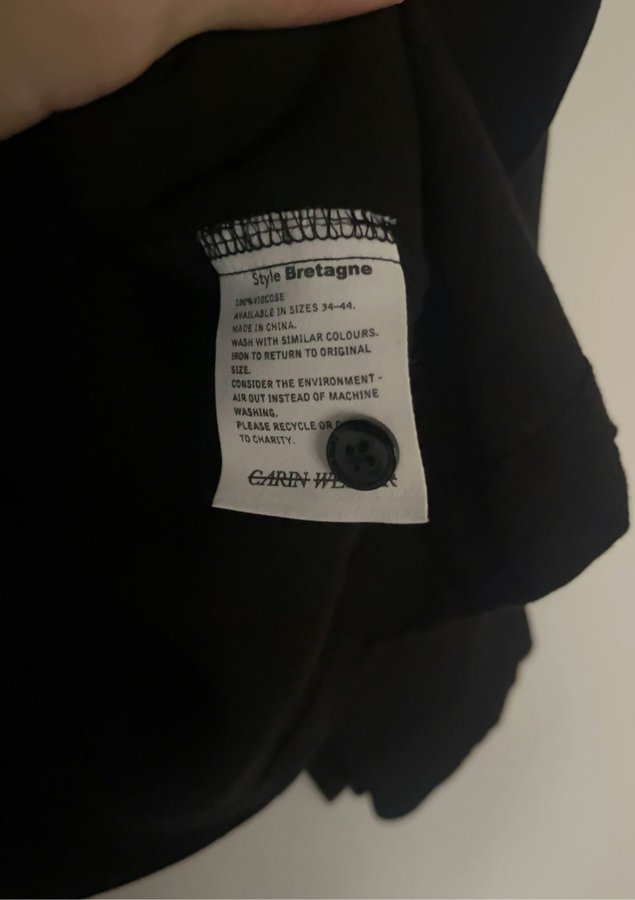 Style Bretagne
100% VISCOSE
AVAILABLE IN SIZES 34-44.
MADE IN CHINA.
WASH WITH SIMILAR COLOURS.
IRON TO RETURN TO ORIGINAL
SIZE.
CONSIDER THE ENVIRONMENT -
AIR OUT INSTEAD OF MACHINE
WASHING.
PLEASE RECYCLE OR
TO CHARITY.
CARIN